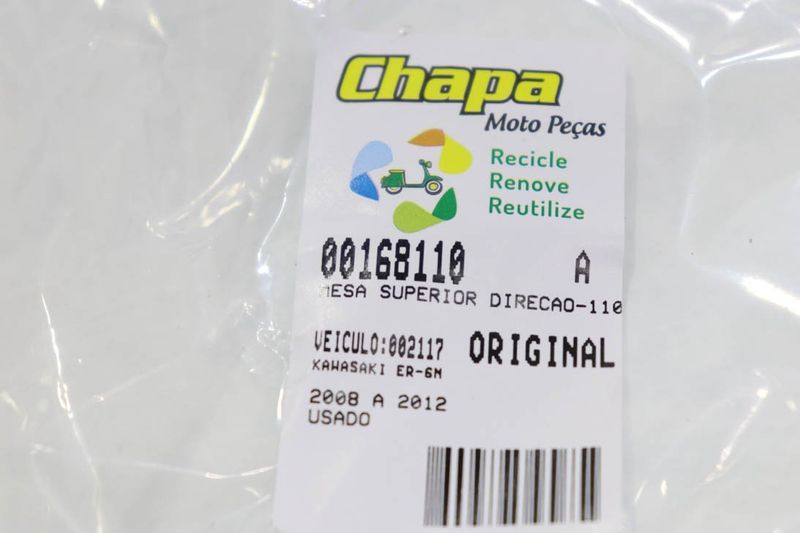 Chapa
Moto Peças
Recicle
Renove
Reutilize
00168110 A
MESA SUPERIOR DIRECAO-110
VEICULO:002117 ORIGINAL
KAWASAKI ER-6N
2008 A 2012
USADO